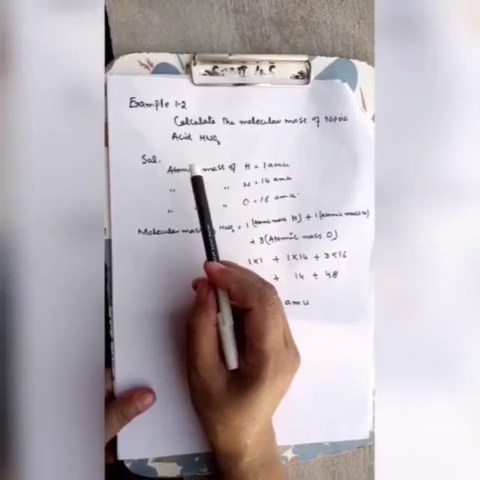 Example 1.2
Calculate the molecular mass of Nitric
Acid HNO₃
Sol.
Atomic mass of H = 1 amu
" " N = 14 amu
" " O = 16 amu
Molecular mass HNO₃ = 1 (Atomic mass H) + 1 (Atomic mass N)
+ 3 (Atomic mass O)
1×1 + 1×14 + 3×16
+ 14 + 48
amu